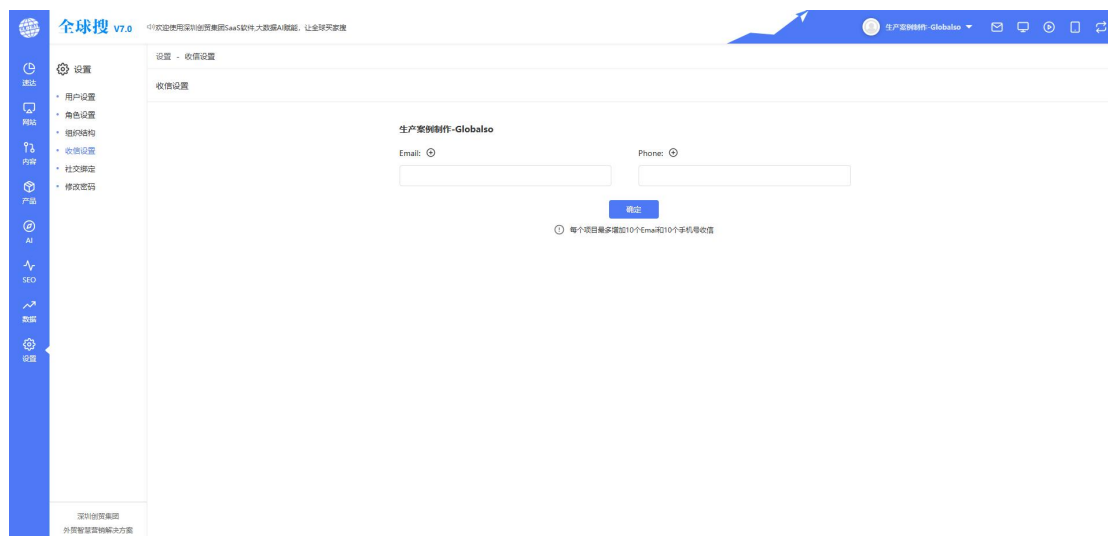 全球搜 V7.0
欢迎使用深圳创贸集团SaaS软件,大数据AI赋能，让全球买家搜
生产案例制作-Globalso
速达
网站
内容
产品
AI
SEO
数据
设置
设置
• 用户设置
• 角色设置
• 组织结构
• 收信设置
• 社交绑定
• 修改密码
深圳创贸集团
外贸智慧营销解决方案
设置 - 收信设置
收信设置
生产案例制作-Globalso
Email: Phone:
确定
每个项目最多增加10个Emai和10个手机号收信